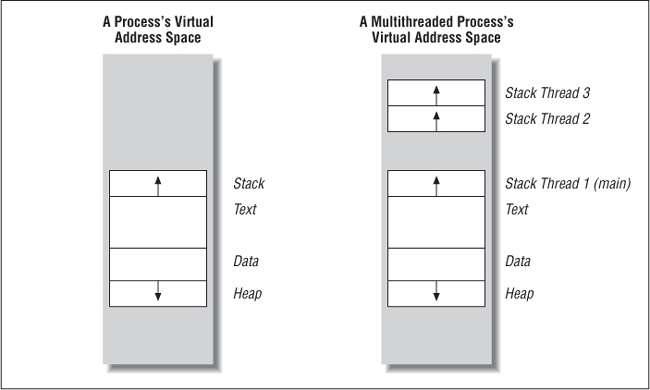 A Process's Virtual
Address Space
Stack
Text
Data
Heap
A Multithreaded Process's
Virtual Address Space
Stack Thread 3
Stack Thread 2
Stack Thread 1 (main)
Text
Data
Heap